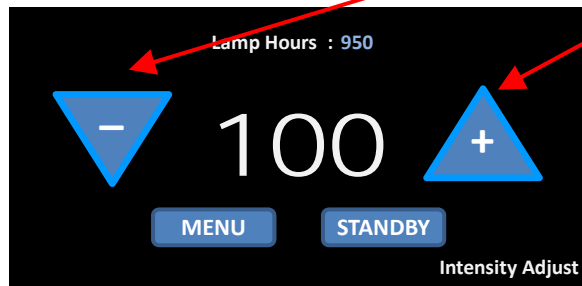 Lamp Hours : 950
– 100 +
MENU STANDBY
Intensity Adjust